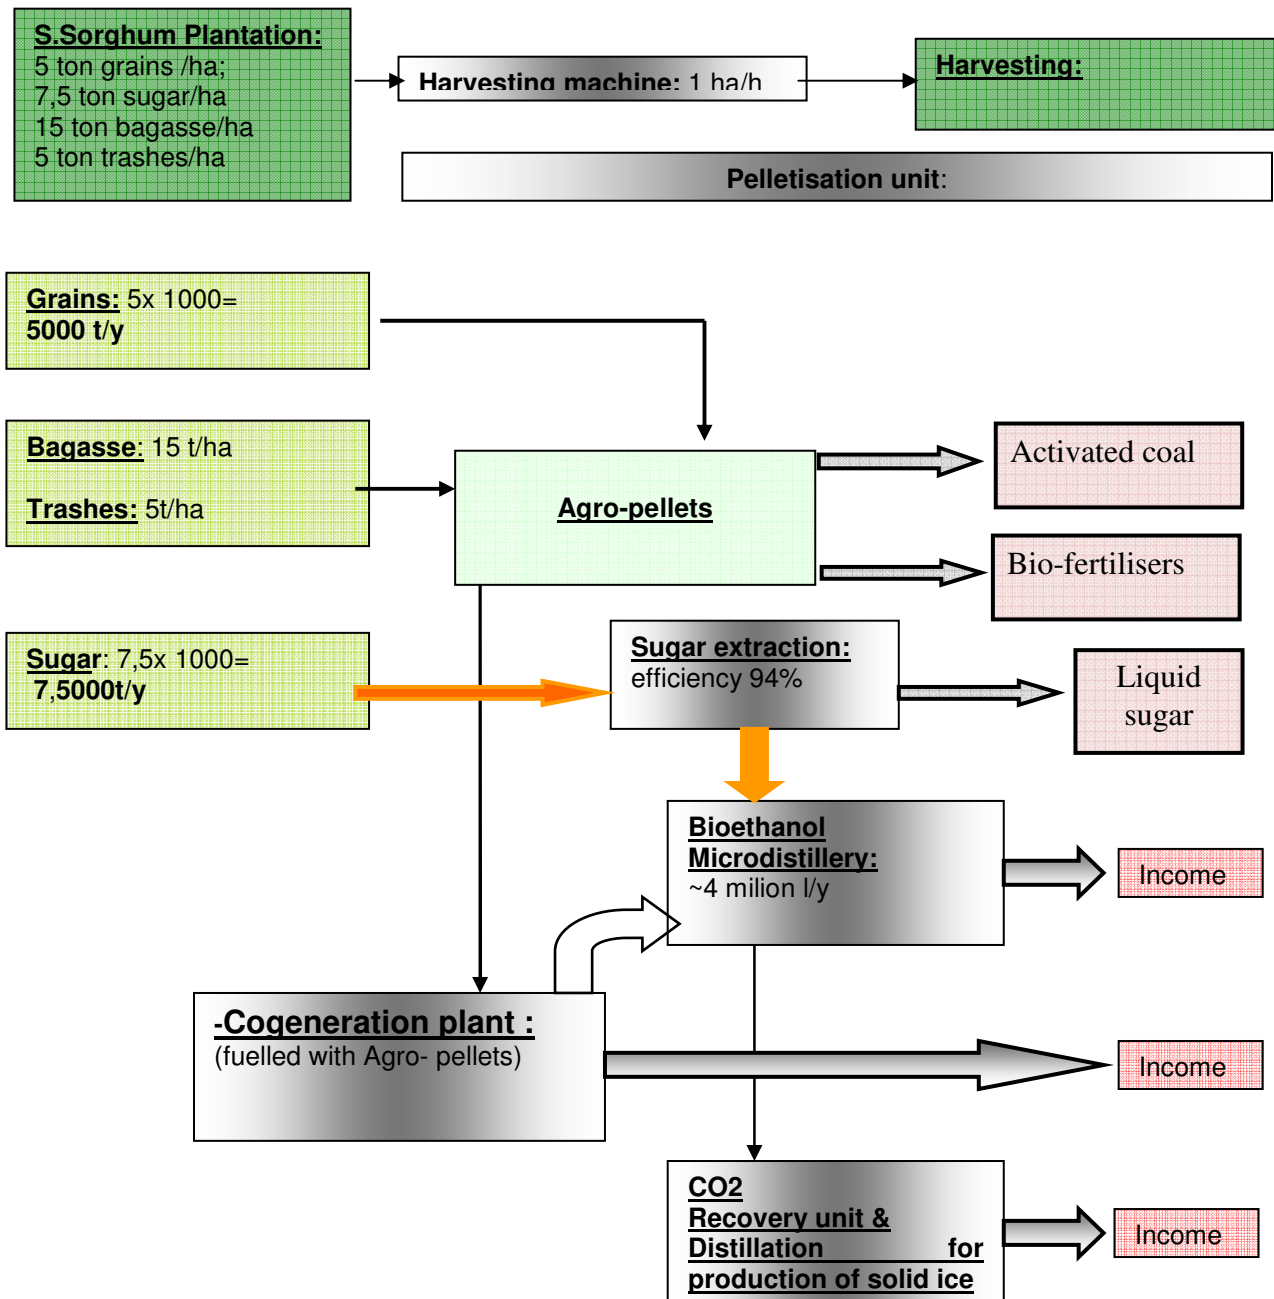 S.Sorghum Plantation:
5 ton grains /ha;
7,5 ton sugar/ha
15 ton bagasse/ha
5 ton trashes/ha
Harvesting machine: 1 ha/h
Harvesting:
Pelletisation unit:
Grains: 5x 1000=
5000 t/y
Bagasse: 15 t/ha
Trashes: 5t/ha
Agro-pellets
Activated coal
Bio-fertilisers
Sugar: 7,5x 1000=
7,5000t/y
Sugar extraction:
efficiency 94%
Liquid
sugar
Bioethanol
Microdistillery:
~4 milion l/y
Income
-Cogeneration plant :
(fuelled with Agro- pellets)
Income
CO2
Recovery unit &
Distillation for
production of solid ice
Income